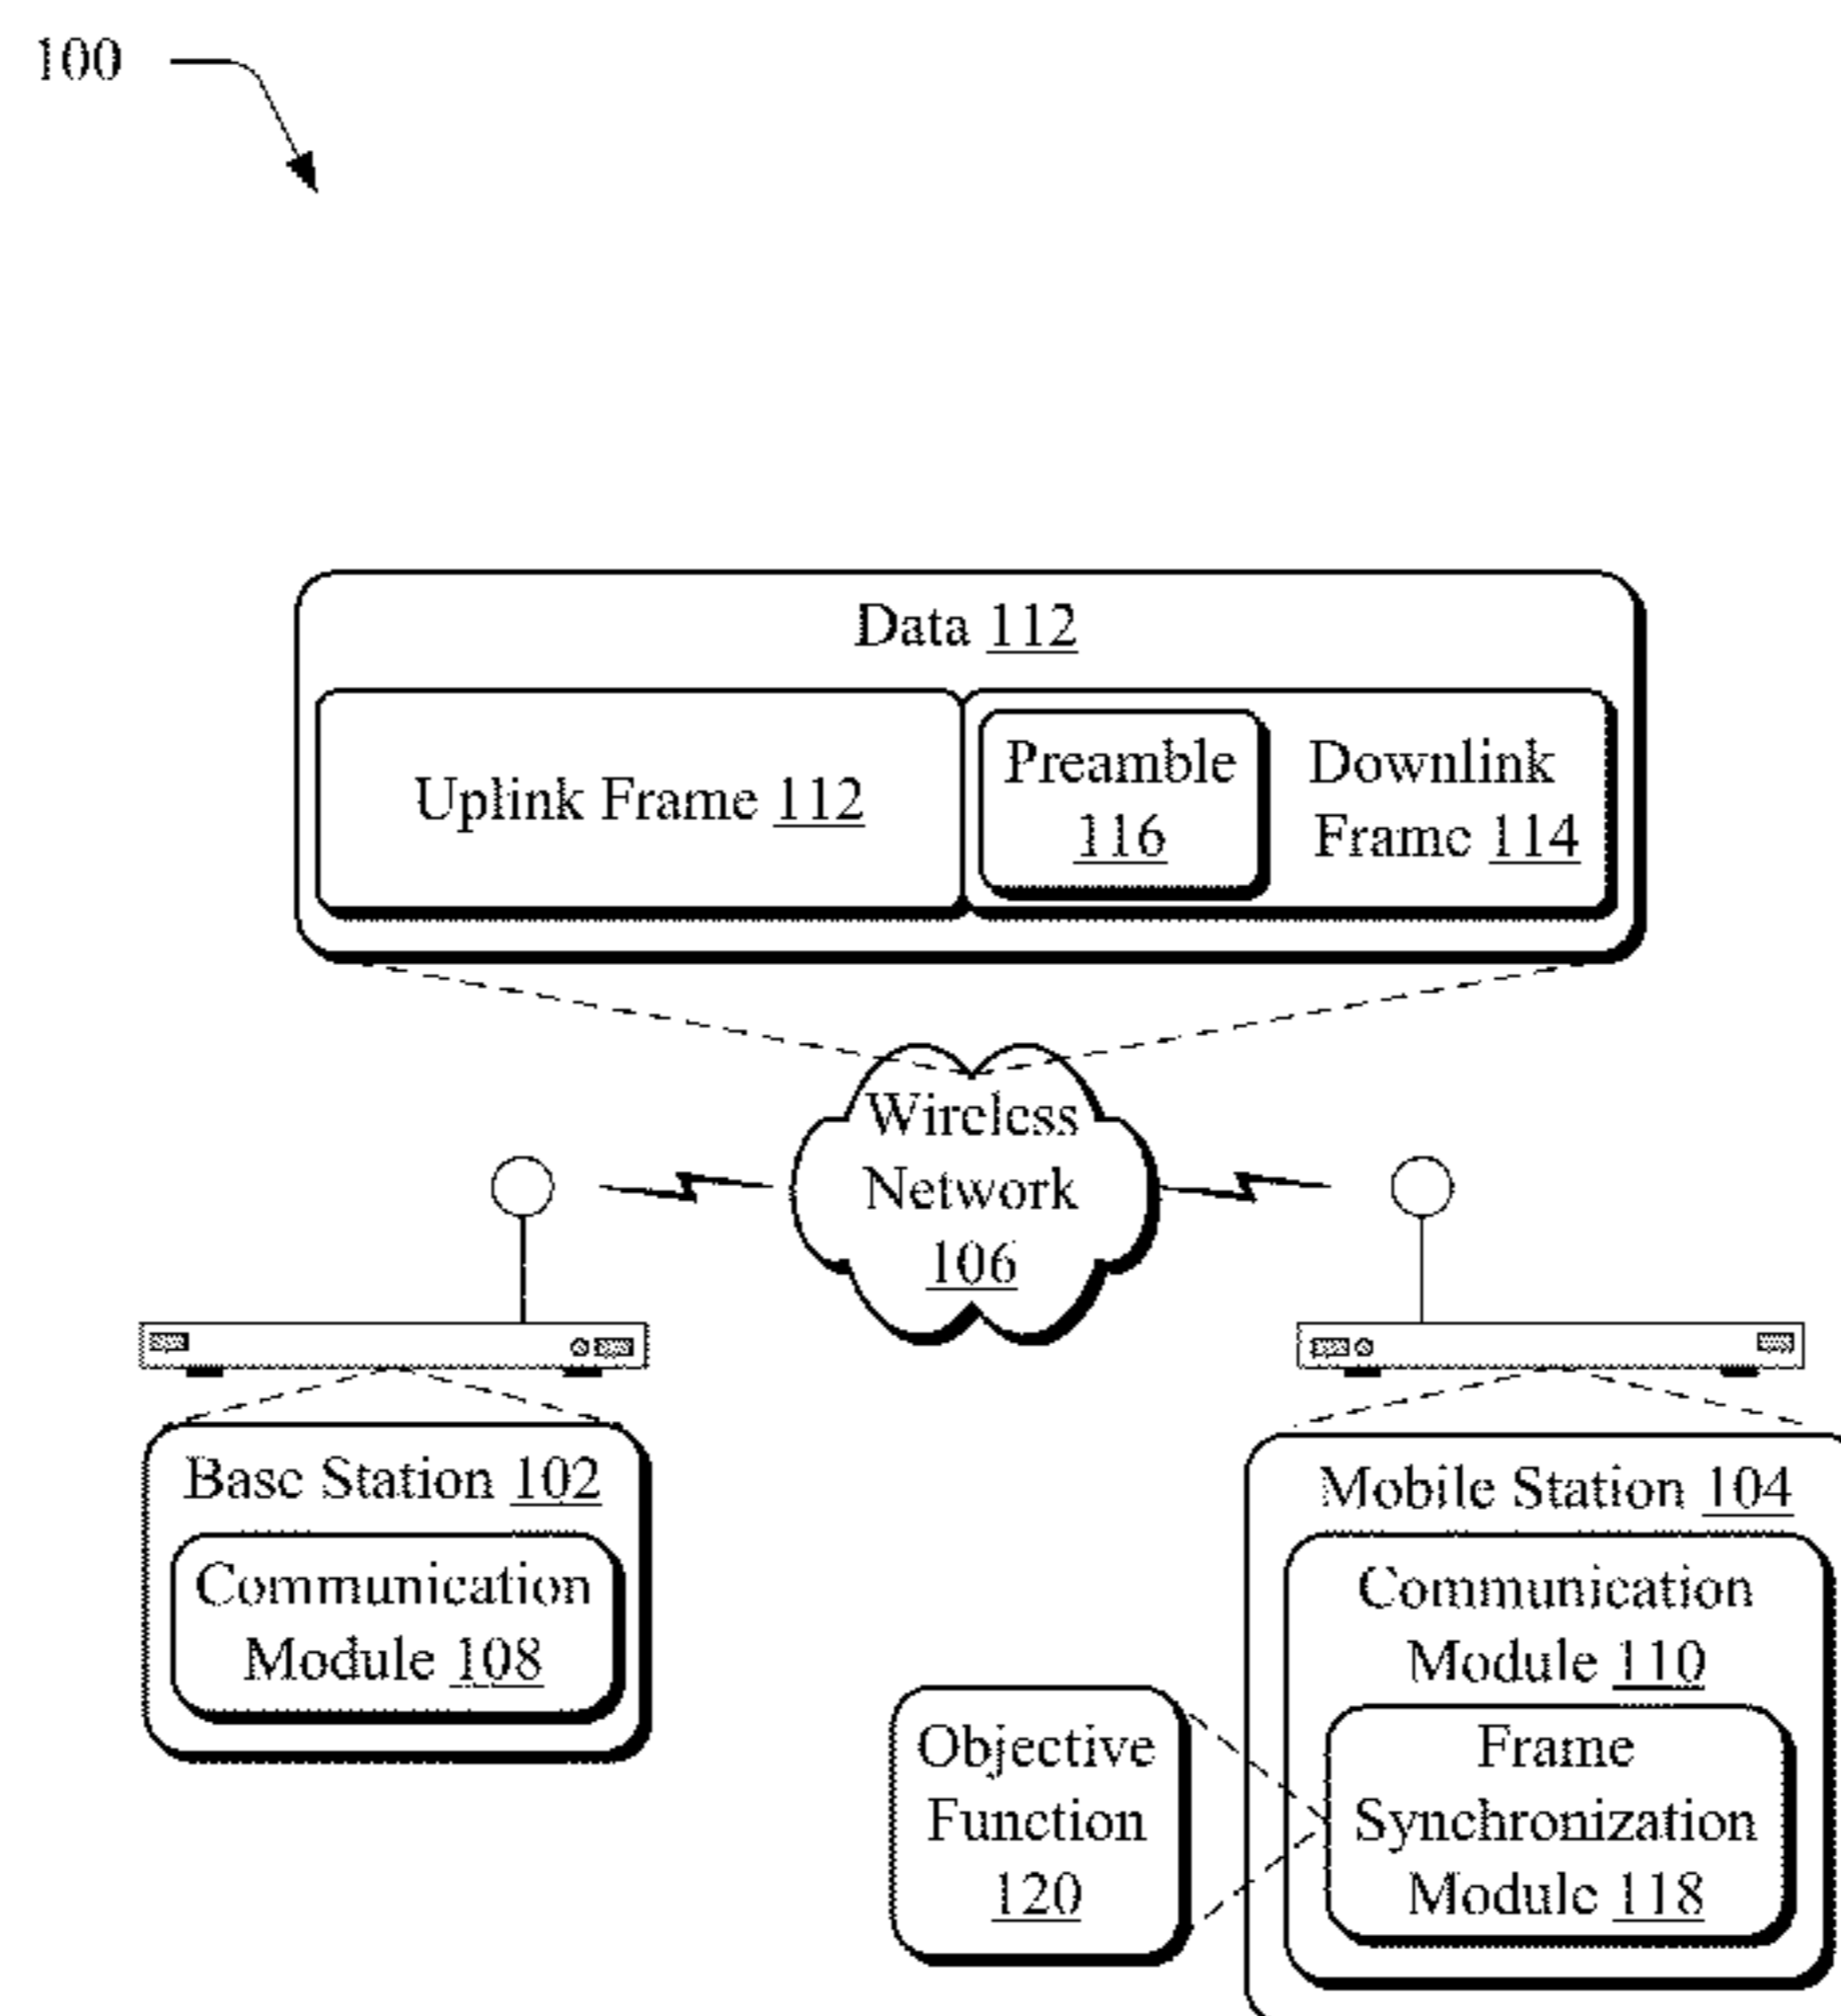 100
Data 112
Uplink Frame 112
Preamble
116
Downlink
Frame 114
Wireless
Network
106
Base Station 102
Communication
Module 108
Mobile Station 104
Communication
Module 110
Frame
Synchronization
Module 118
Objective
Function
120